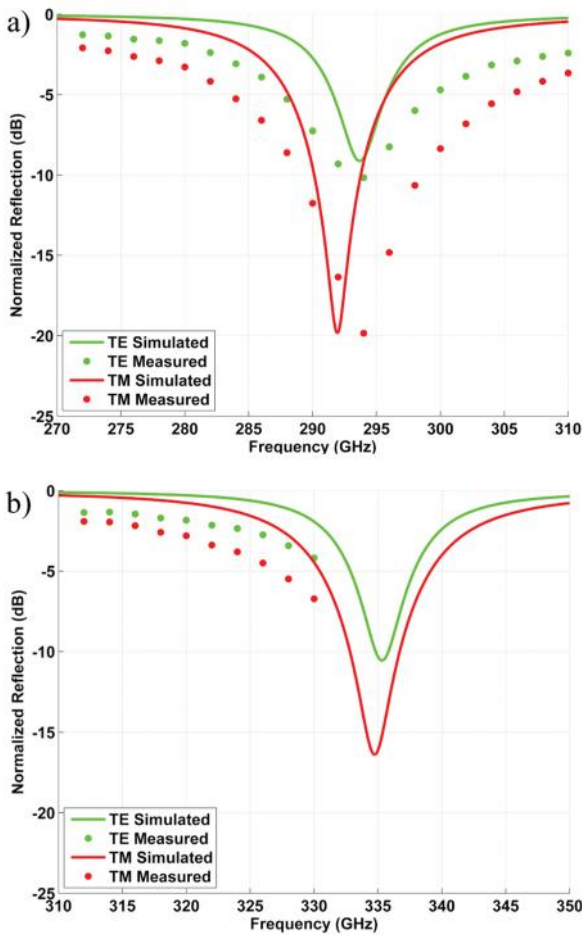 a)
Normalized Reflection (dB)
0
-5
-10
-15
-20
-25
TE Simulated
TE Measured
TM Simulated
TM Measured
270 275 280 285 290 295 300 305 310
Frequency (GHz)
b)
Normalized Reflection (dB)
0
-5
-10
-15
-20
-25
TE Simulated
TE Measured
TM Simulated
TM Measured
310 315 320 325 330 335 340 345 350
Frequency (GHz)